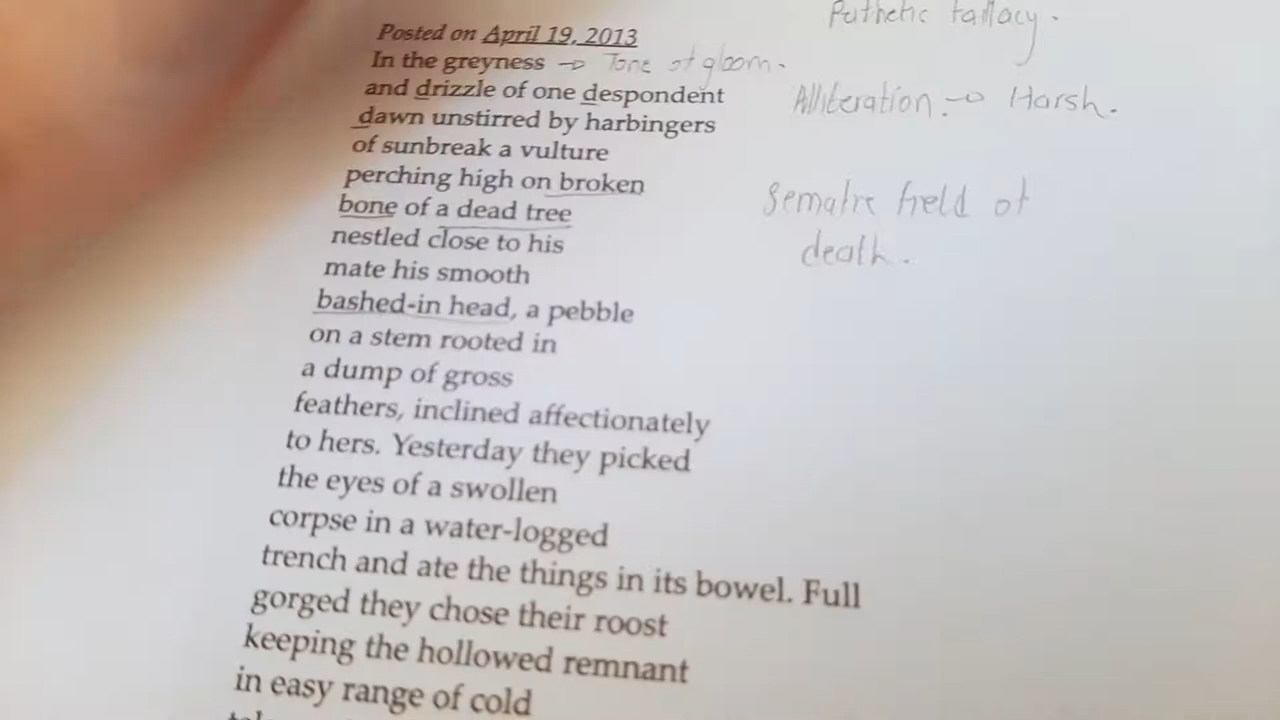 Pathetic fallacy.
Posted on April 19, 2013
In the greyness → Tone of gloom.
and drizzle of one despondent
Alliteration. → Harsh.
dawn unstirred by harbingers
of sunbreak a vulture
perching high on broken
Sematic field of
bone of a dead tree
death.
nestled close to his
mate his smooth
bashed-in head, a pebble
on a stem rooted in
a dump of gross
feathers, inclined affectionately
to hers. Yesterday they picked
the eyes of a swollen
corpse in a water-logged
trench and ate the things in its bowel. Full
gorged they chose their roost
keeping the hollowed remnant
in easy range of cold